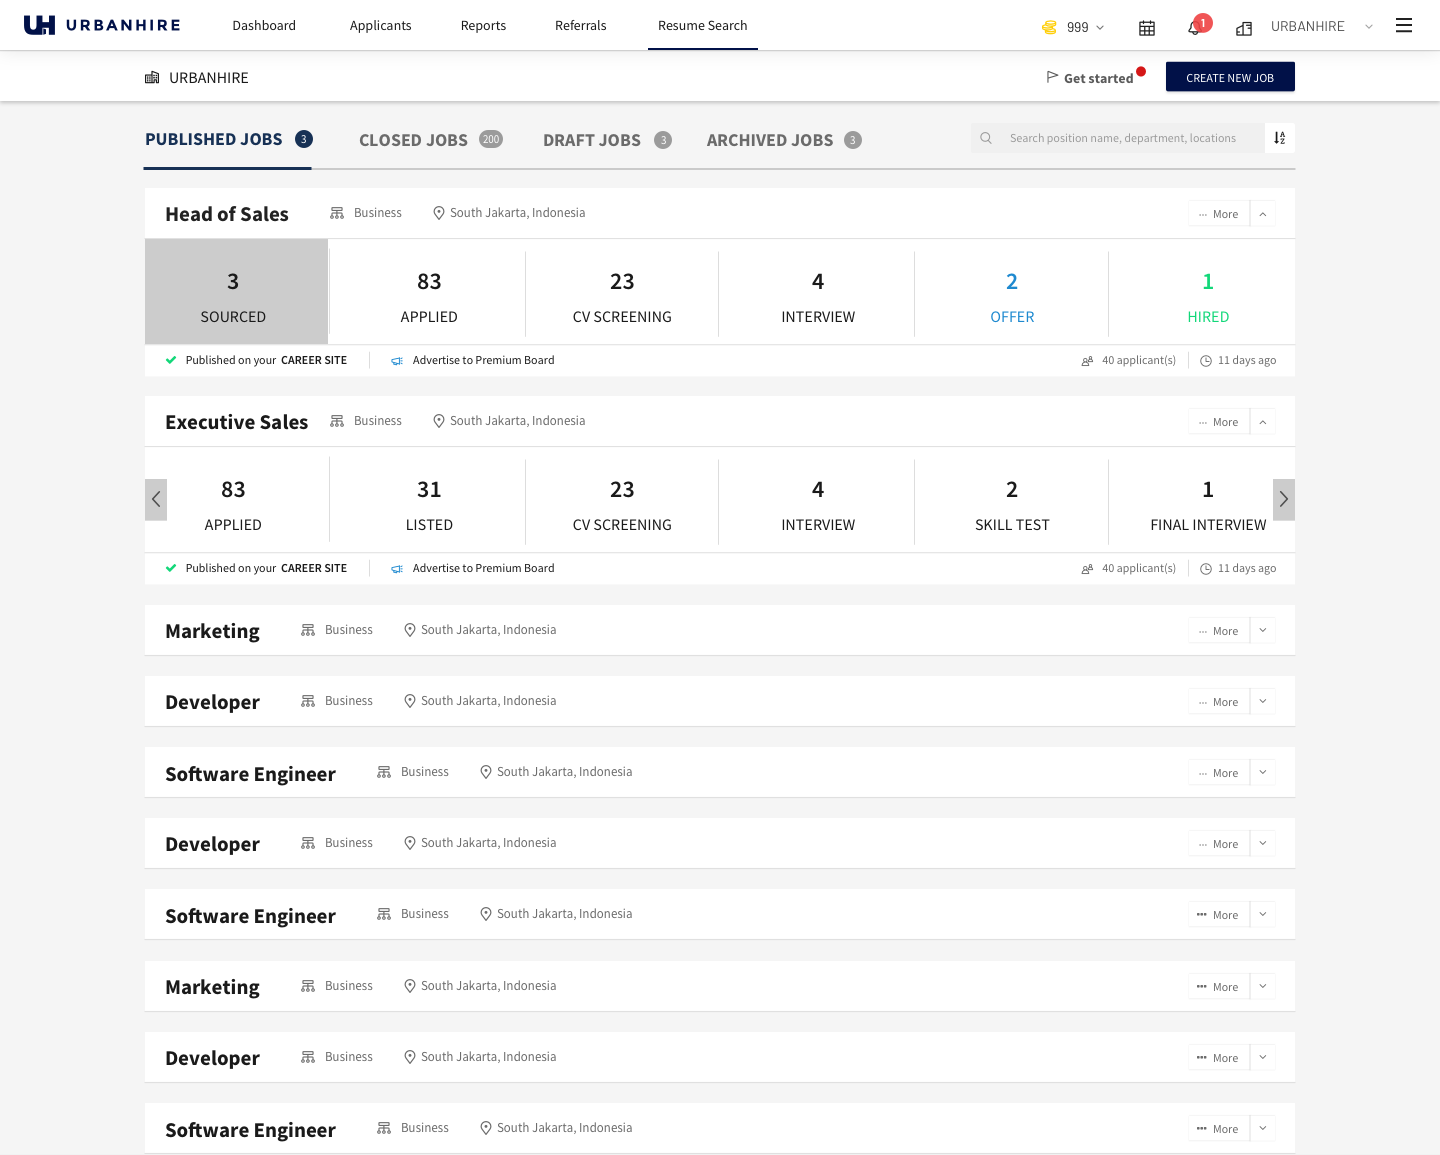 UH URBANHIRE Dashboard Applicants Reports Referrals Resume Search 999 1 URBANHIRE
URBANHIRE Get started CREATE NEW JOB
PUBLISHED JOBS 3 CLOSED JOBS 200 DRAFT JOBS 3 ARCHIVED JOBS 3 Search position name, department, locations
Head of Sales Business South Jakarta, Indonesia ... More
3 83 23 4 2 1
SOURCED APPLIED CV SCREENING INTERVIEW OFFER HIRED
Published on your CAREER SITE Advertise to Premium Board 40 applicant(s) 11 days ago
Executive Sales Business South Jakarta, Indonesia ... More
83 31 23 4 2 1
APPLIED LISTED CV SCREENING INTERVIEW SKILL TEST FINAL INTERVIEW
Published on your CAREER SITE Advertise to Premium Board 40 applicant(s) 11 days ago
Marketing Business South Jakarta, Indonesia ... More
Developer Business South Jakarta, Indonesia ... More
Software Engineer Business South Jakarta, Indonesia ... More
Developer Business South Jakarta, Indonesia ... More
Software Engineer Business South Jakarta, Indonesia ... More
Marketing Business South Jakarta, Indonesia ... More
Developer Business South Jakarta, Indonesia ... More
Software Engineer Business South Jakarta, Indonesia ... More